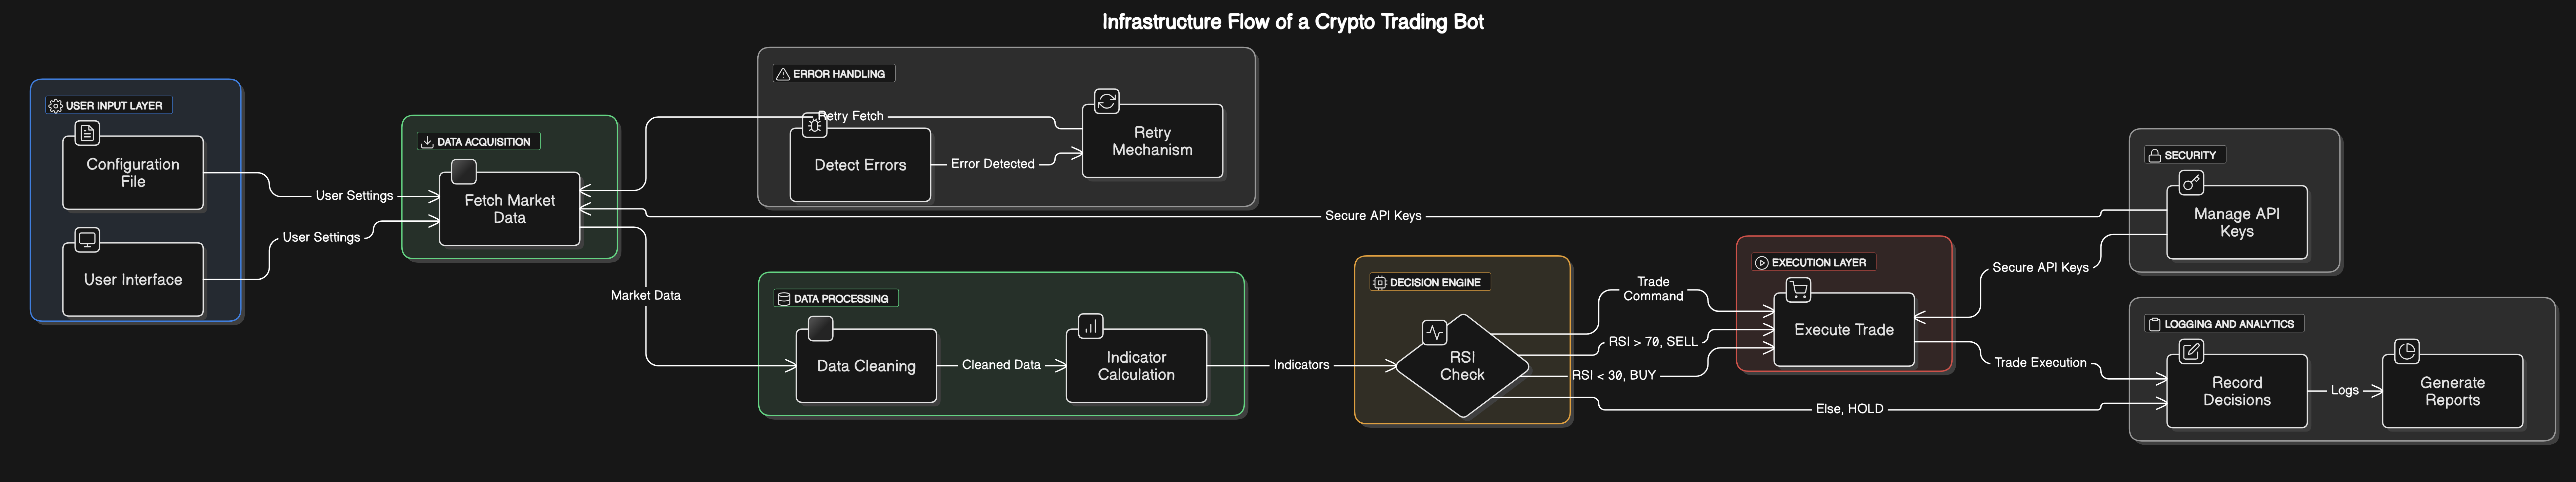 Infrastructure Flow of a Crypto Trading Bot
USER INPUT LAYER
Configuration
File
User Interface
User Settings
User Settings
DATA ACQUISITION
Fetch Market
Data
Market Data
ERROR HANDLING
Retry Fetch
Detect Errors
Error Detected
Retry
Mechanism
Secure API Keys
DATA PROCESSING
Data Cleaning
Cleaned Data
Indicator
Calculation
Indicators
DECISION ENGINE
RSI
Check
Trade
Command
RSI > 70, SELL
RSI < 30, BUY
Else, HOLD
EXECUTION LAYER
Execute Trade
Secure API Keys
Trade Execution
SECURITY
Manage API
Keys
LOGGING AND ANALYTICS
Record
Decisions
Logs
Generate
Reports